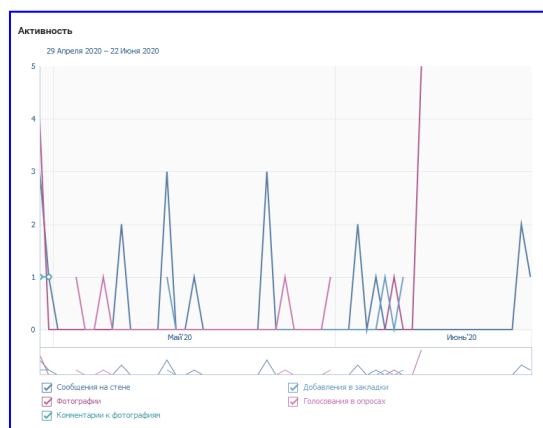 Активность
29 Апреля 2020 – 22 Июня 2020
5
4
3
2
1
0
Май'20 Июнь'20
Сообщения на стене Добавления в закладки
Фотографии Голосования в опросах
Комментарии к фотографиям